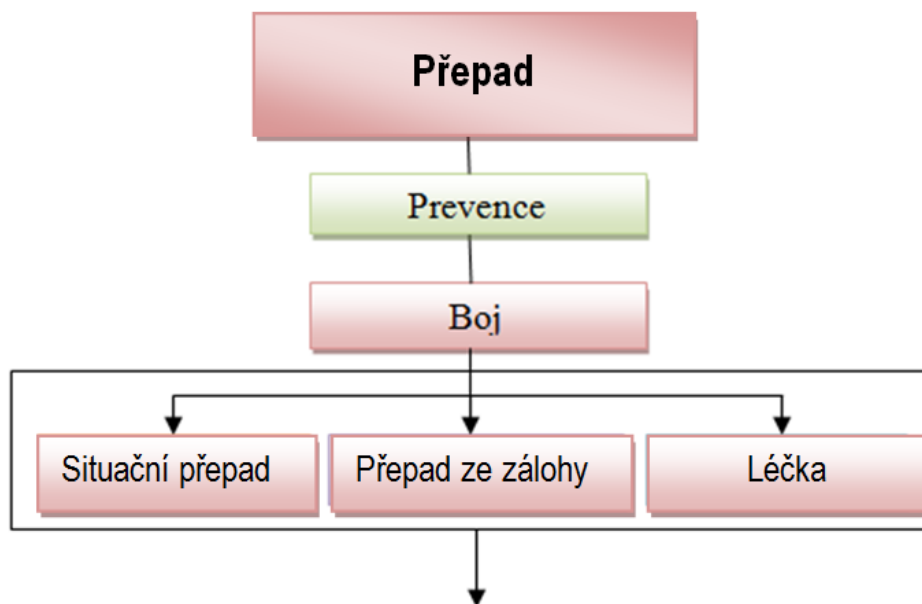 Přepad
Prevence
Boj
Situační přepad
Přepad ze zálohy
Léčka